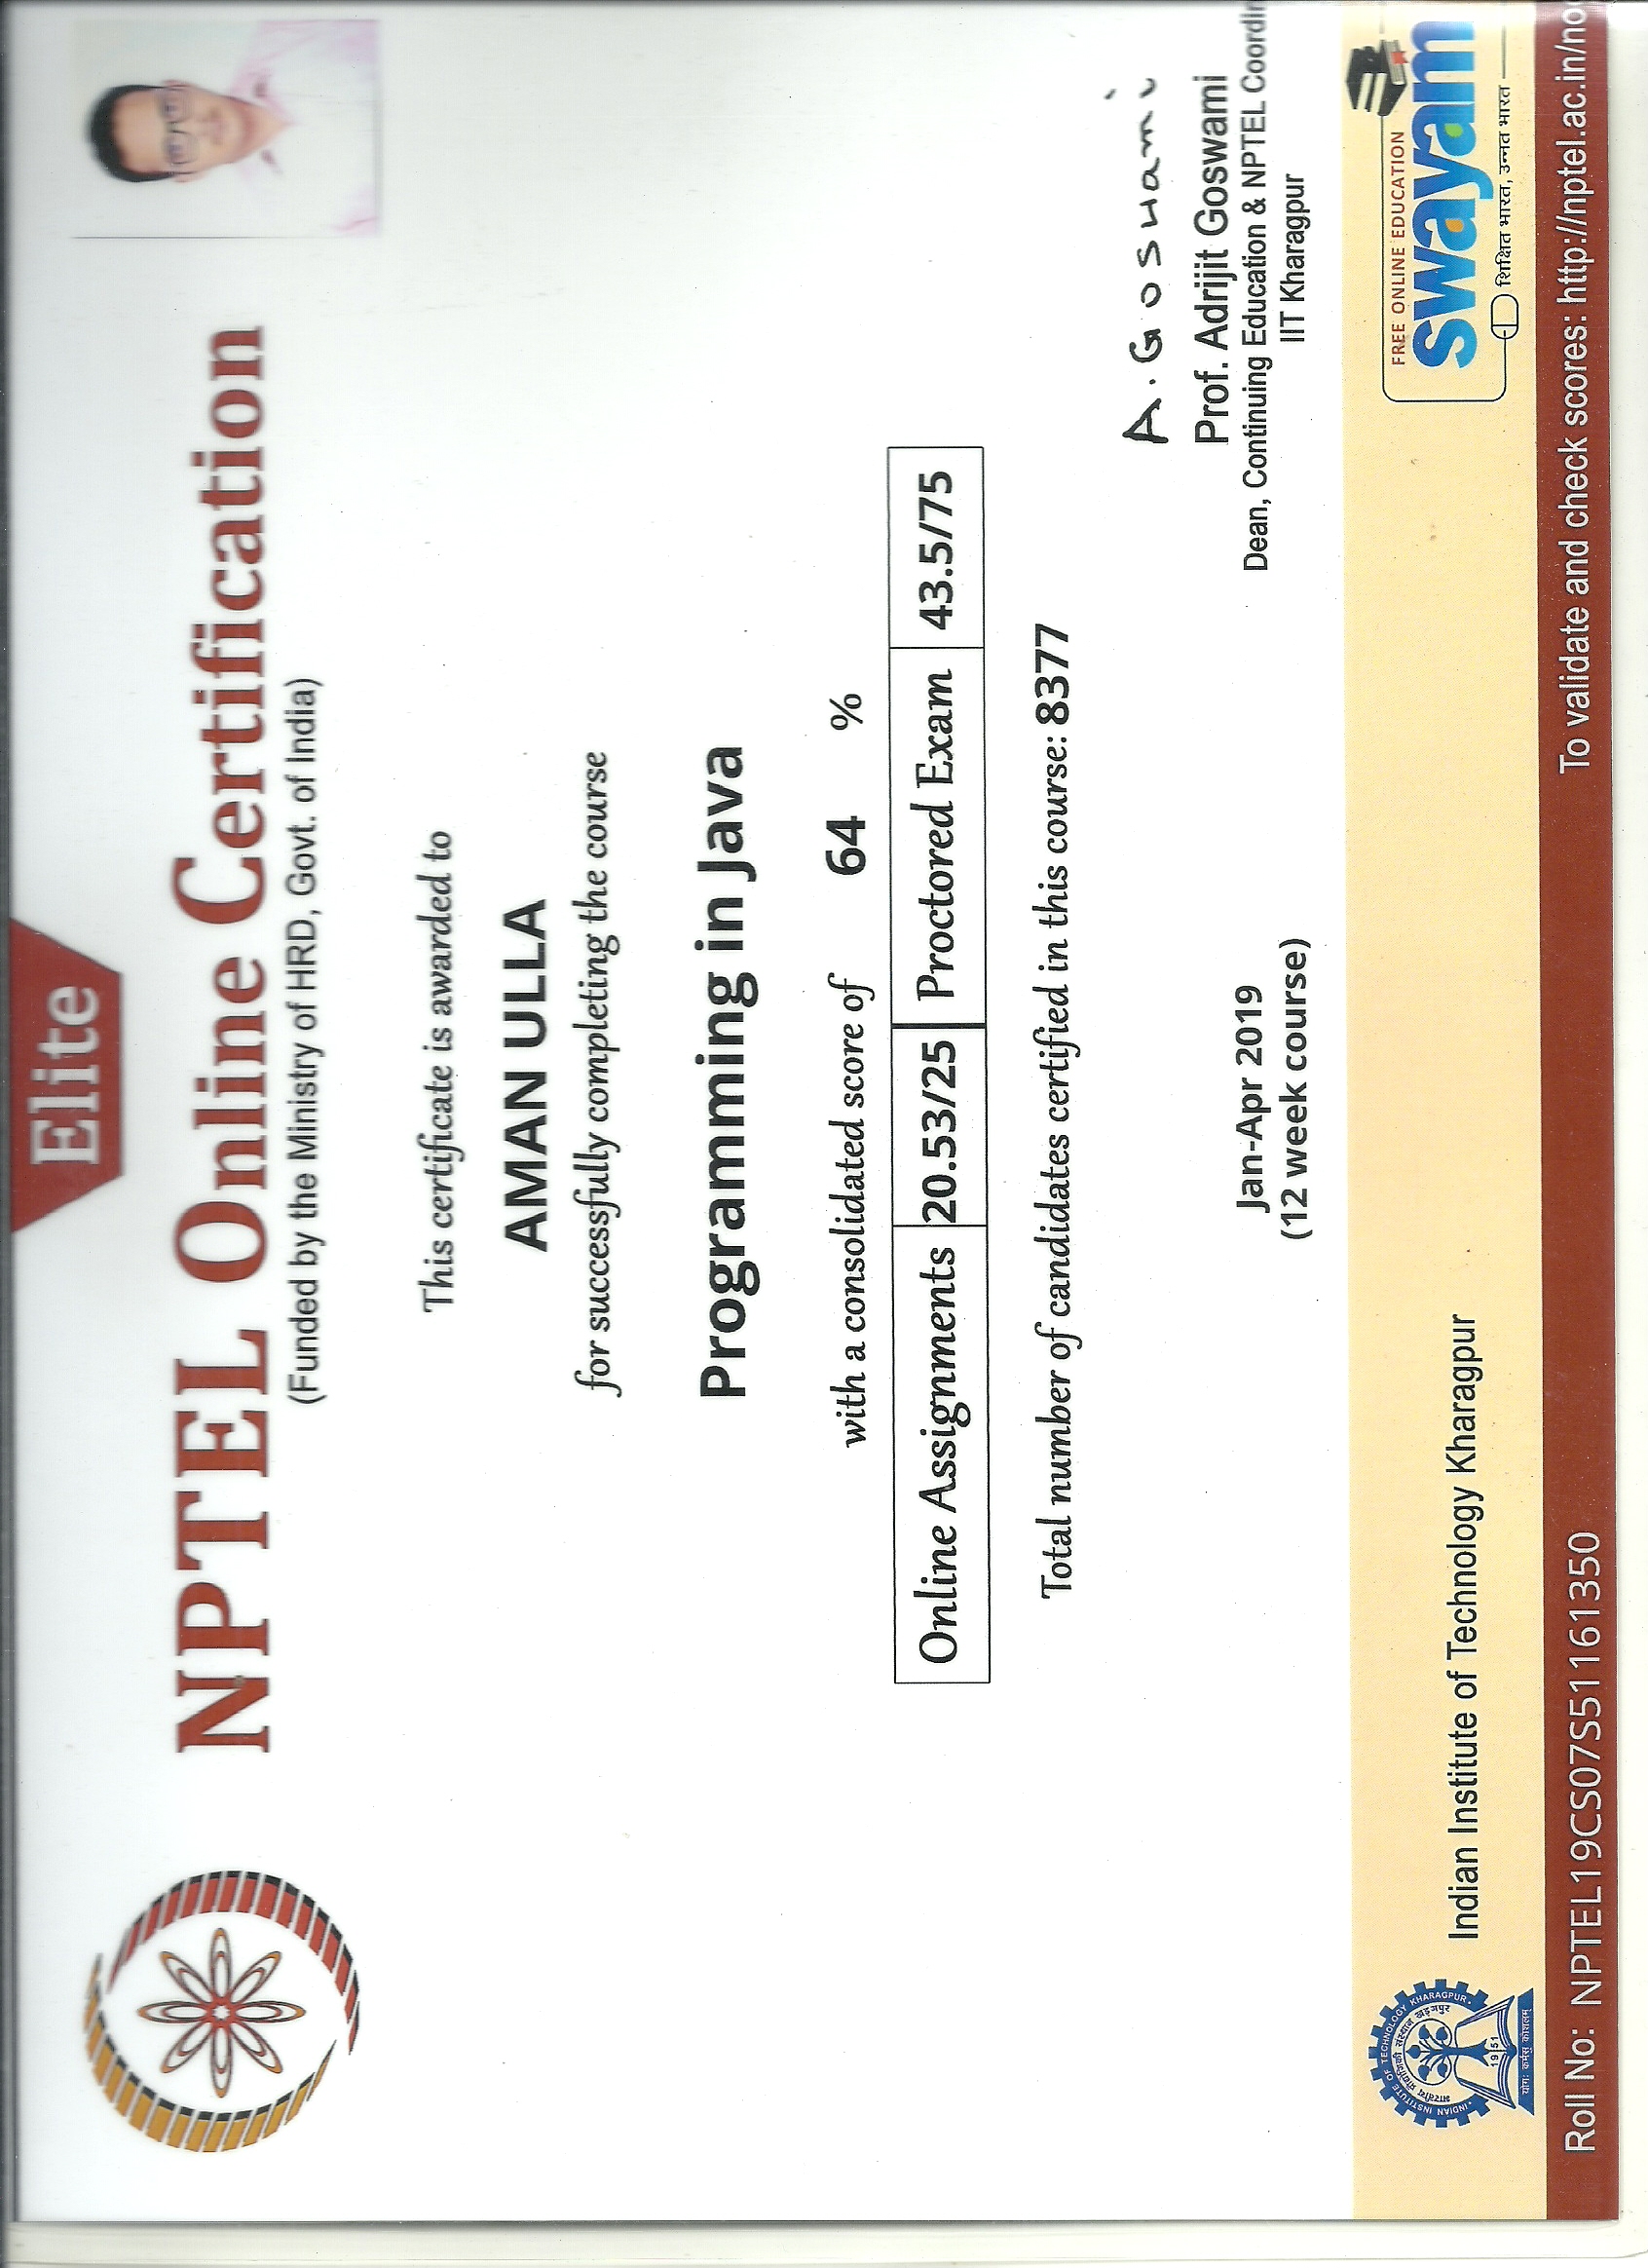 Elite
NPTEL Online Certification
(Funded by the Ministry of HRD, Govt. of India)
This certificate is awarded to
AMAN ULLA
for successfully completing the course
Programming in Java
with a consolidated score of 64 %
Online Assignments 20.53/25 Proctored Exam 43.5/75
Total number of candidates certified in this course: 8377
A. Goswami
Prof. Adrijit Goswami
Dean, Continuing Education & NPTEL Coordi
IIT Kharagpur
Jan-Apr 2019
(12 week course)
INDIAN INSTITUTE OF TECHNOLOGY KHARAGPUR
भारतीय प्रौद्योगिकी संस्थान खड़गपुर
1951
योगः कर्मसु कौशलम्
Indian Institute of Technology Kharagpur
FREE ONLINE EDUCATION
swayam
शिक्षित भारत, उन्नत भारत
Roll No: NPTEL19CS07S51161350
To validate and check scores: http://nptel.ac.in/no